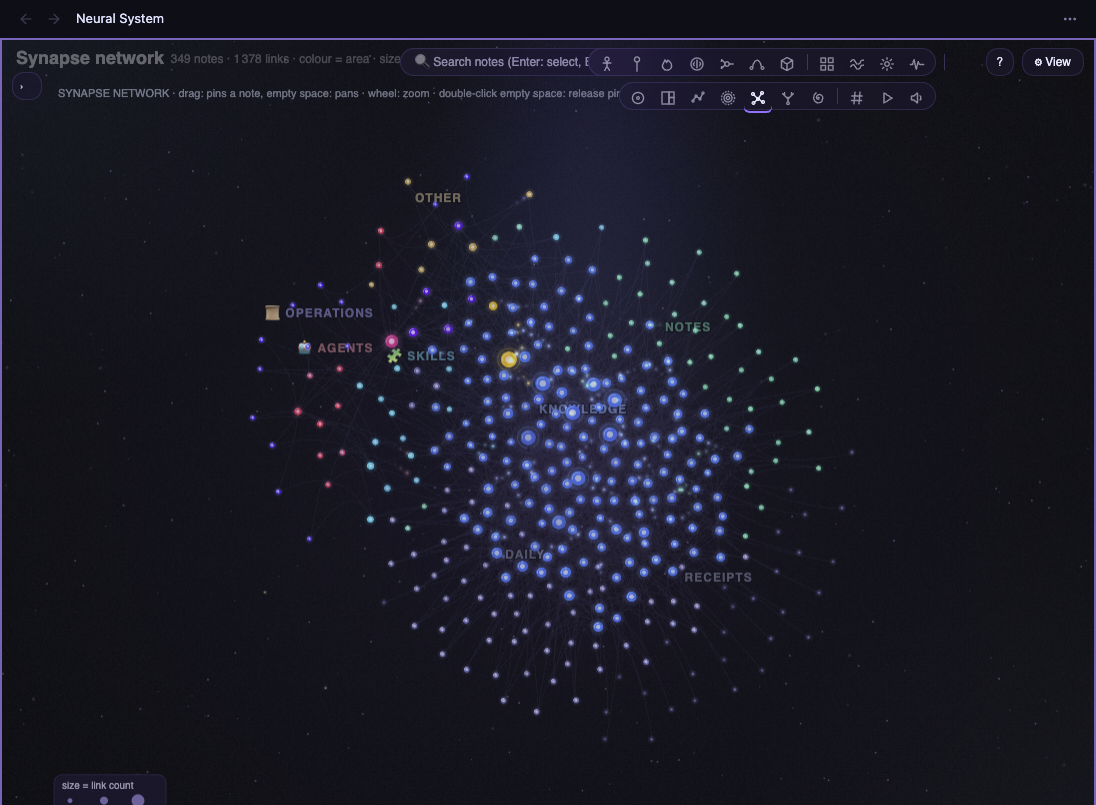 Neural System
Synapse network 349 notes · 1 378 links · colour = area · size
Search notes (Enter: select, E
?
View
SYNAPSE NETWORK · drag: pins a note, empty space: pans · wheel: zoom · double-click empty space: release pin
OTHER
OPERATIONS
NOTES
AGENTS
SKILLS
KNOWLEDGE
DAILY
RECEIPTS
size = link count